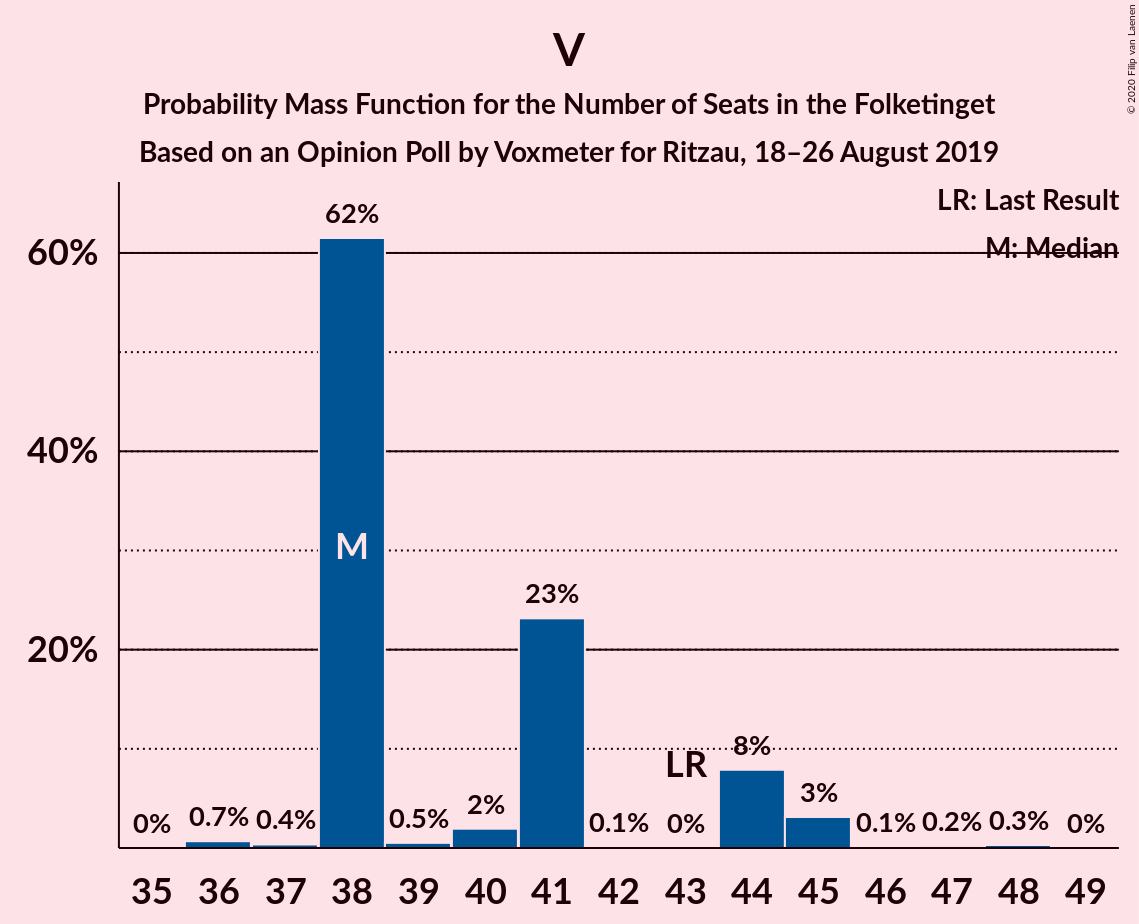 V
Probability Mass Function for the Number of Seats in the Folketinget
Based on an Opinion Poll by Voxmeter for Ritzau, 18–26 August 2019
© 2020 Filip van Laenen
LR: Last Result
M: Median
60%
40%
20%
0% 0.7% 0.4% 62% 0.5% 2% 23% 0.1% 0% 8% 3% 0.1% 0.2% 0.3% 0%
M
LR
35 36 37 38 39 40 41 42 43 44 45 46 47 48 49